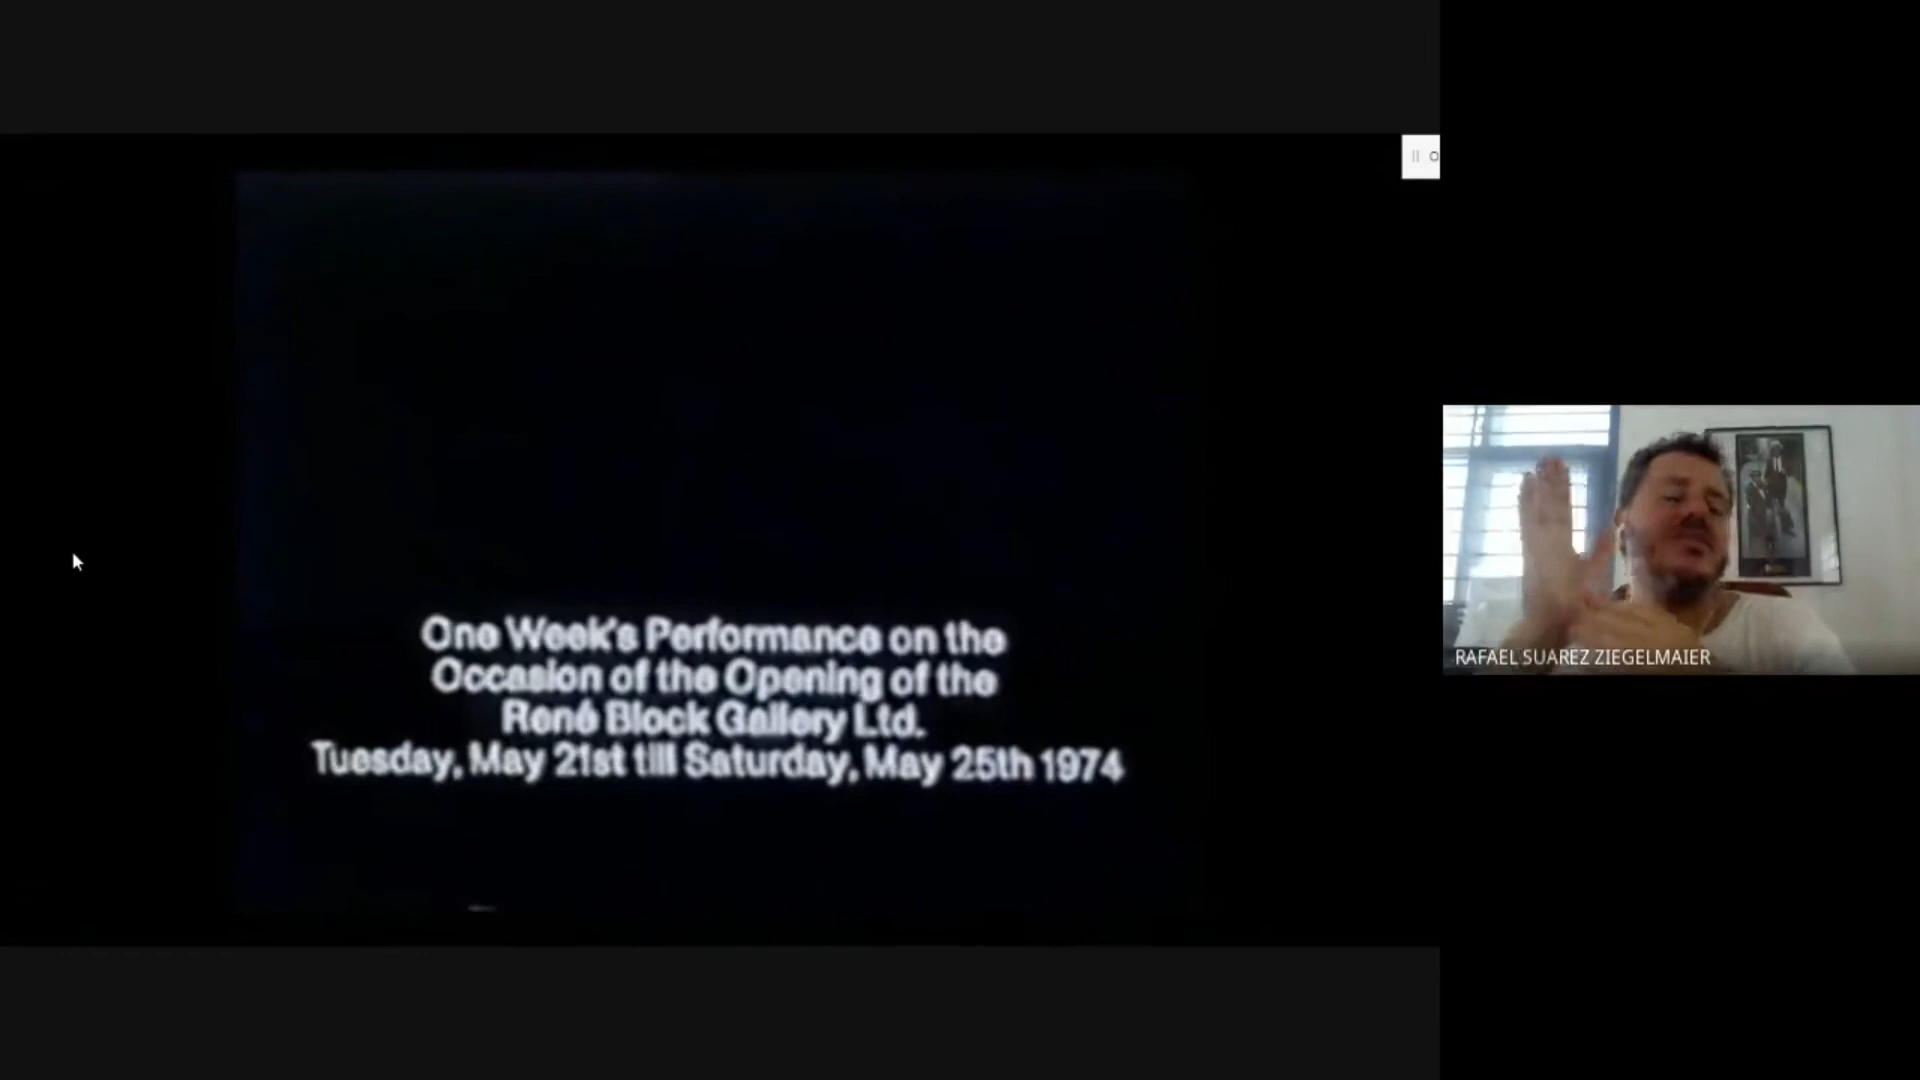 One Week's Performance on the
Occasion of the Opening of the
René Block Gallery Ltd.
Tuesday, May 21st till Saturday, May 25th 1974
RAFAEL SUAREZ ZIEGELMAIER